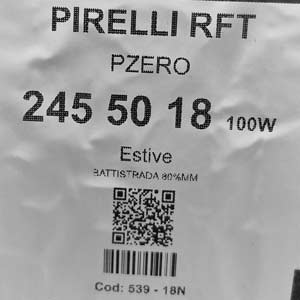 PIRELLI RFT
PZERO
245 50 18 100W
Estive
BATTISTRADA 80%MM
Cod: 539 - 18N